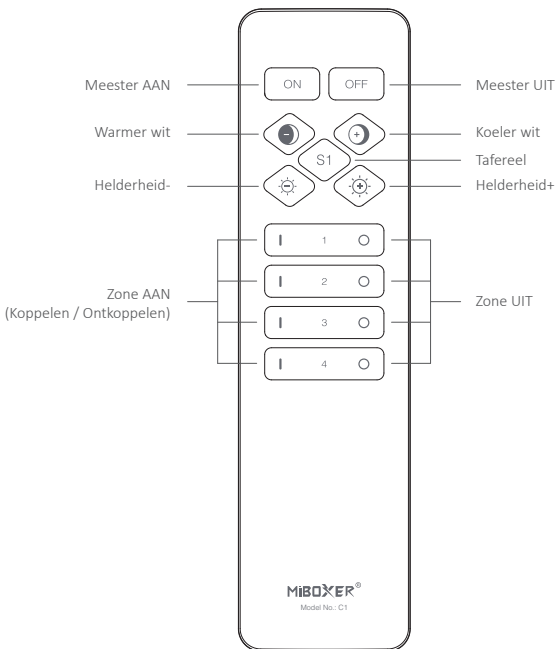 Meester AAN
ON
OFF
Meester UIT
Warmer wit
Koeler wit
S1
Tafereel
Helderheid-
Helderheid+
1
2
Zone AAN
(Koppelen / Ontkoppelen)
Zone UIT
3
4
MiBOXER®
Model No.: C1